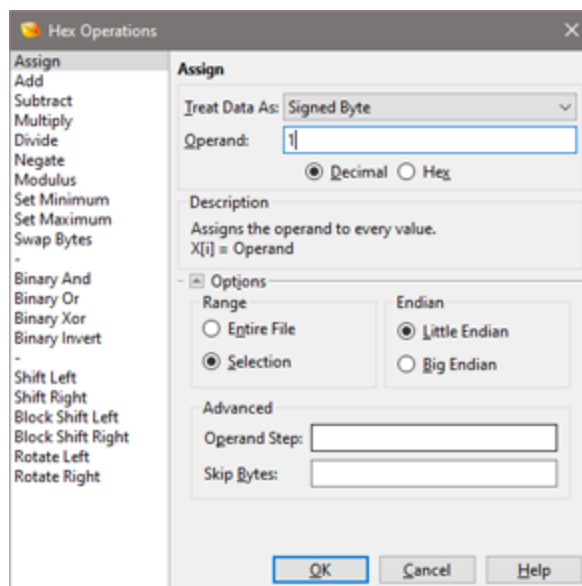 Hex Operations
Assign
Add
Subtract
Multiply
Divide
Negate
Modulus
Set Minimum
Set Maximum
Swap Bytes
-
Binary And
Binary Or
Binary Xor
Binary Invert
-
Shift Left
Shift Right
Block Shift Left
Block Shift Right
Rotate Left
Rotate Right
Assign
Treat Data As: Signed Byte
Operand: 1
Decimal Hex
Description
Assigns the operand to every value.
X[i] = Operand
Options
Range
Entire File
Selection
Endian
Little Endian
Big Endian
Advanced
Operand Step:
Skip Bytes:
OK Cancel Help